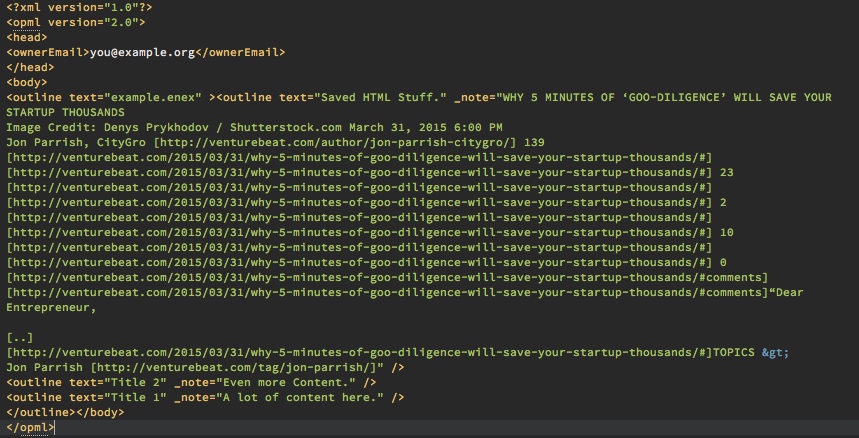 <?xml version="1.0"?>
<opml version="2.0">
<head>
<ownerEmail>you@example.org</ownerEmail>
</head>
<body>
<outline text="example.enex" ><outline text="Saved HTML Stuff." _note="WHY 5 MINUTES OF ‘GOO-DILIGENCE’ WILL SAVE YOUR
STARTUP THOUSANDS
Image Credit: Denys Prykhodov / Shutterstock.com March 31, 2015 6:00 PM
Jon Parrish, CityGro [http://venturebeat.com/author/jon-parrish-citygro/] 139
[http://venturebeat.com/2015/03/31/why-5-minutes-of-goo-diligence-will-save-your-startup-thousands/#]
[http://venturebeat.com/2015/03/31/why-5-minutes-of-goo-diligence-will-save-your-startup-thousands/#] 23
[http://venturebeat.com/2015/03/31/why-5-minutes-of-goo-diligence-will-save-your-startup-thousands/#]
[http://venturebeat.com/2015/03/31/why-5-minutes-of-goo-diligence-will-save-your-startup-thousands/#] 2
[http://venturebeat.com/2015/03/31/why-5-minutes-of-goo-diligence-will-save-your-startup-thousands/#]
[http://venturebeat.com/2015/03/31/why-5-minutes-of-goo-diligence-will-save-your-startup-thousands/#] 10
[http://venturebeat.com/2015/03/31/why-5-minutes-of-goo-diligence-will-save-your-startup-thousands/#]
[http://venturebeat.com/2015/03/31/why-5-minutes-of-goo-diligence-will-save-your-startup-thousands/#] 0
[http://venturebeat.com/2015/03/31/why-5-minutes-of-goo-diligence-will-save-your-startup-thousands/#comments]
[http://venturebeat.com/2015/03/31/why-5-minutes-of-goo-diligence-will-save-your-startup-thousands/#comments]“Dear
Entrepreneur,
[..]
[http://venturebeat.com/2015/03/31/why-5-minutes-of-goo-diligence-will-save-your-startup-thousands/#]TOPICS &gt;
Jon Parrish [http://venturebeat.com/tag/jon-parrish/]" />
<outline text="Title 2" _note="Even more Content." />
<outline text="Title 1" _note="A lot of content here." />
</outline></body>
</opml>